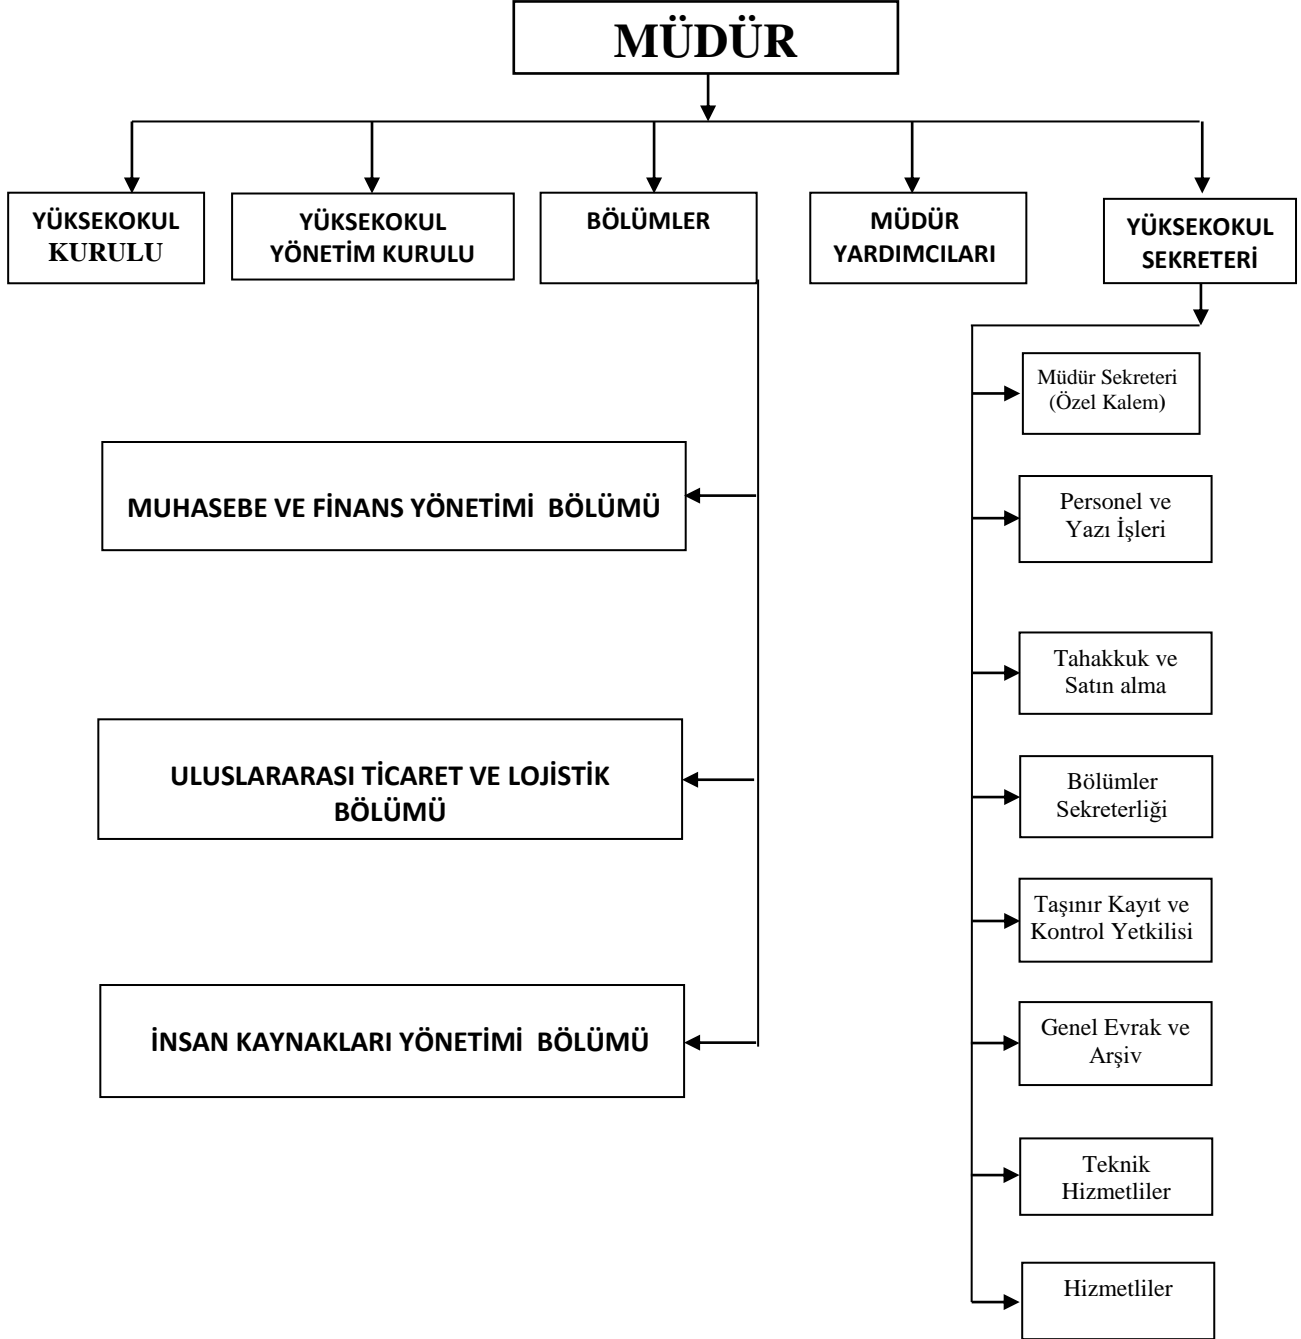 MÜDÜR
YÜKSEKOKUL
KURULU
YÜKSEKOKUL
YÖNETİM KURULU
BÖLÜMLER
MÜDÜR
YARDIMCILARI
YÜKSEKOKUL
SEKRETERİ
MUHASEBE VE FİNANS YÖNETİMİ BÖLÜMÜ
ULUSLARARASI TİCARET VE LOJİSTİK
BÖLÜMÜ
İNSAN KAYNAKLARI YÖNETİMİ BÖLÜMÜ
Müdür Sekreteri
(Özel Kalem)
Personel ve
Yazı İşleri
Tahakkuk ve
Satın alma
Bölümler
Sekreterliği
Taşınır Kayıt ve
Kontrol Yetkilisi
Genel Evrak ve
Arşiv
Teknik
Hizmetliler
Hizmetliler